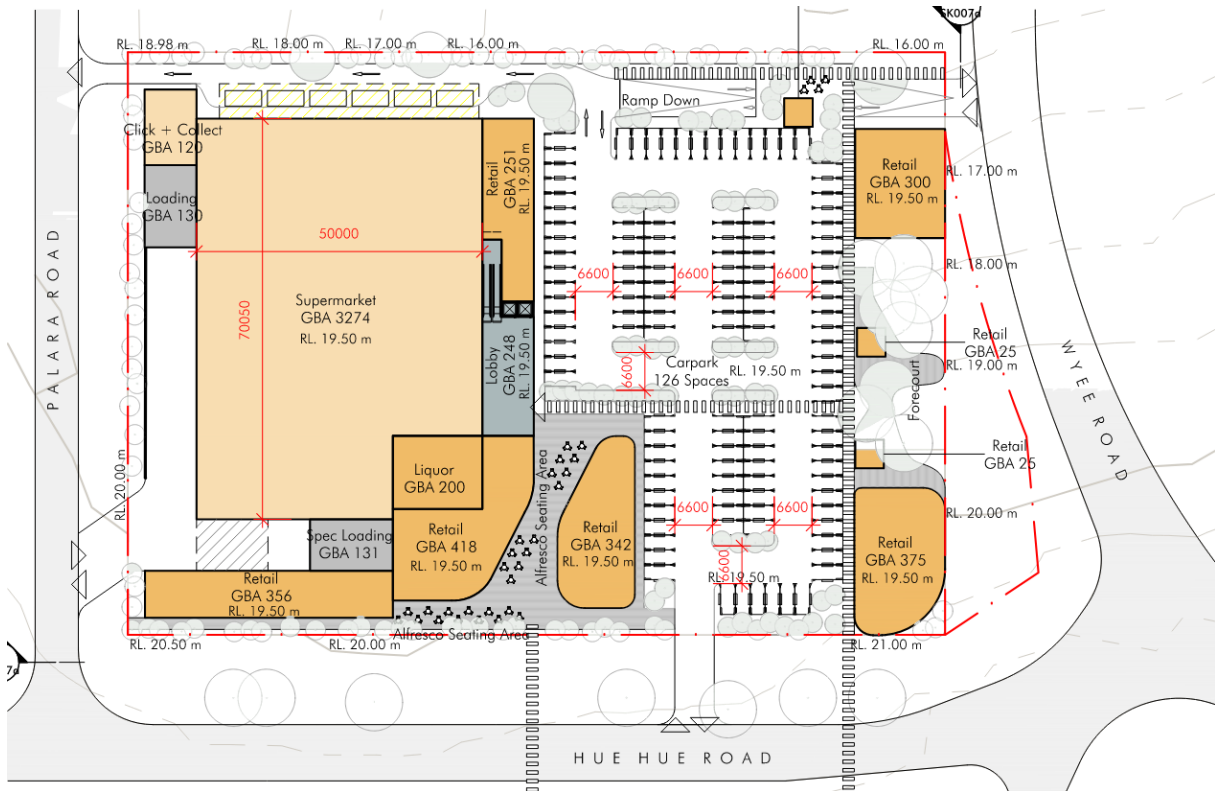 SK007d
RL. 18.98 m
RL. 18.00 m
RL. 17.00 m
RL. 16.00 m
RL. 16.00 m
Ramp Down
Click + Collect
GBA 120
Loading
GBA 130
Retail
GBA 251
RL. 19.50 m
Retail
GBA 300
RL. 19.50 m
RL. 17.00 m
50000
70050
6600
6600
6600
RL. 18.00 m
Supermarket
GBA 3274
RL. 19.50 m
Lobby
GBA 248
RL. 19.50 m
6600
Carpark
126 Spaces
RL. 19.50 m
Retail
GBA 25
RL. 19.00 m
Forecourt
PALARA ROAD
WYEE ROAD
Retail
GBA 25
RL. 20.00 m
Liquor
GBA 200
Alfresco Seating Area
6600
6600
RL. 20.00 m
Spec Loading
GBA 131
Retail
GBA 418
RL. 19.50 m
Retail
GBA 342
RL. 19.50 m
6600
RL. 19.50 m
Retail
GBA 375
RL. 19.50 m
Retail
GBA 356
RL. 19.50 m
Alfresco Seating Area
RL. 20.50 m
RL. 20.00 m
RL. 21.00 m
7d
HUE HUE ROAD